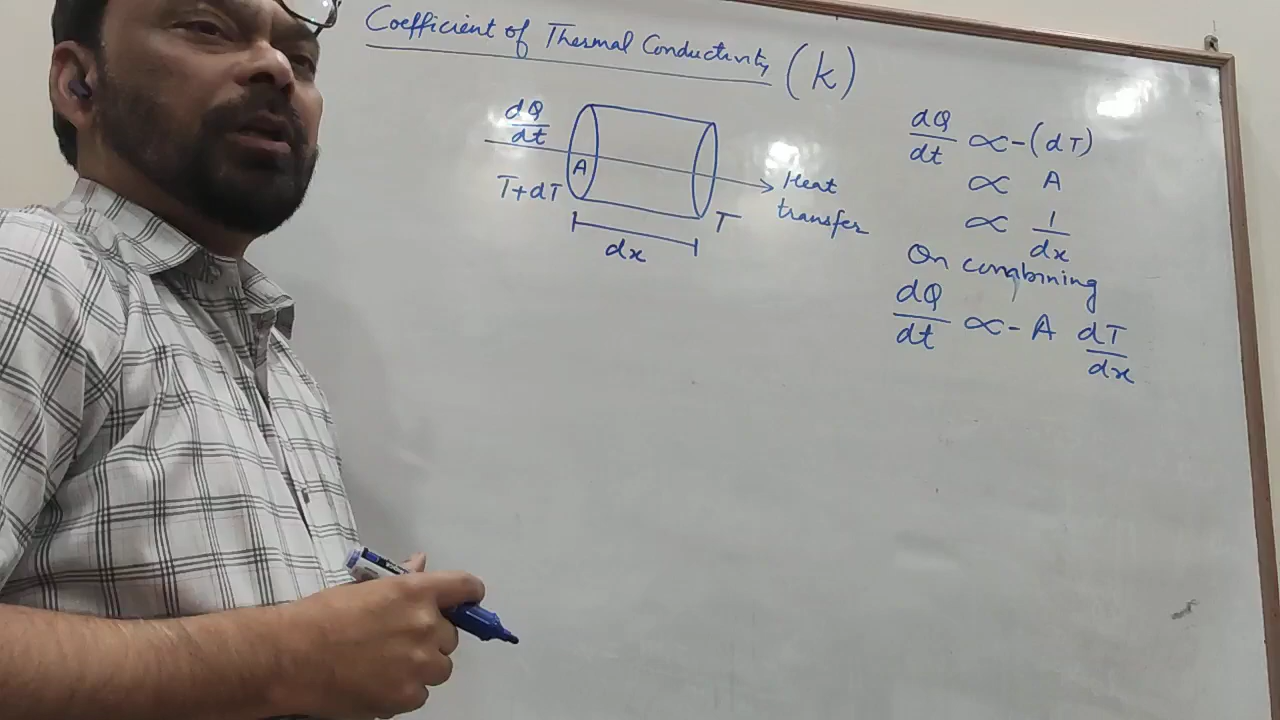 Coefficient of Thermal Conductivity (k)
dQ/dt
A
T+dT
dx
T
Heat
transfer
dQ/dt ∝ -(dT)
∝ A
∝ 1/dx
On combining
dQ/dt ∝ - A dT/dx